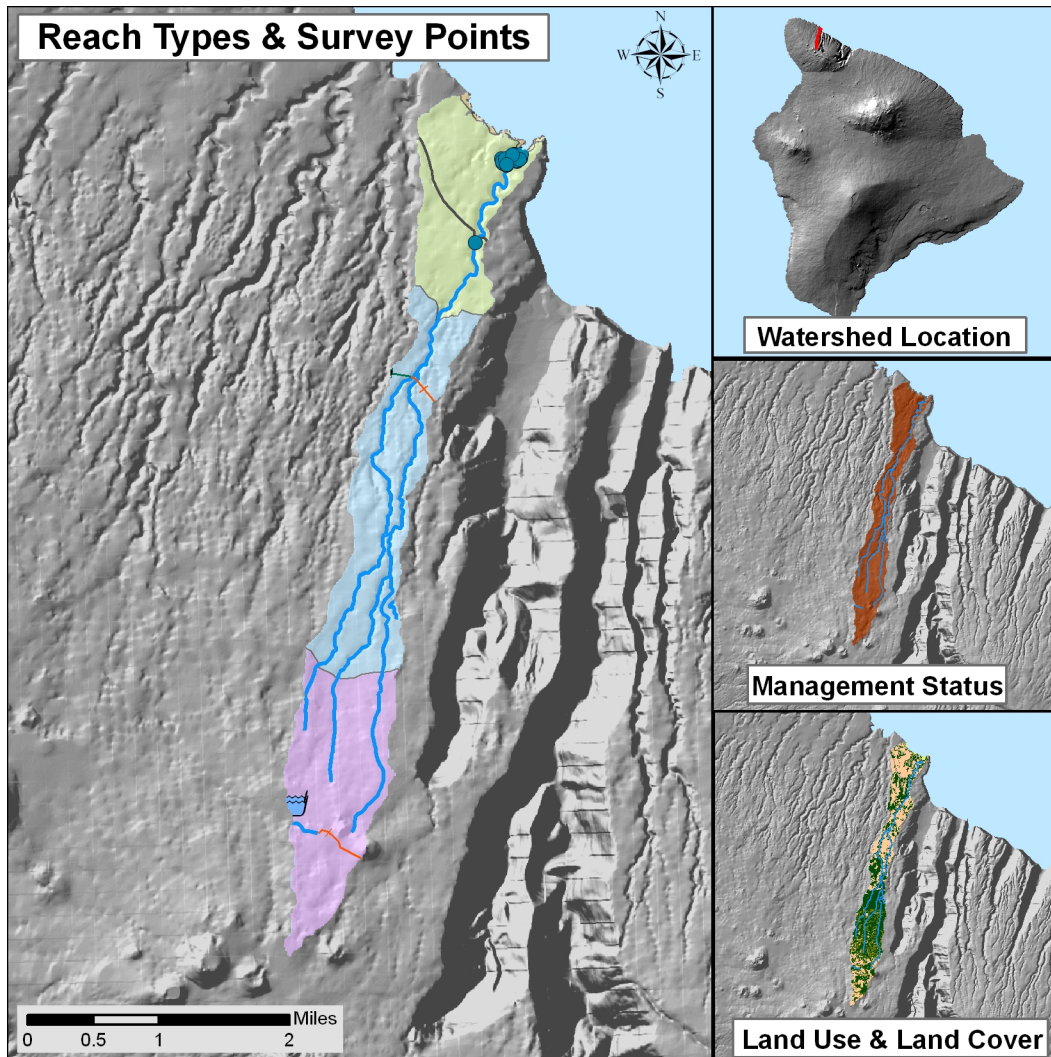 Reach Types & Survey Points
N
W E
S
Watershed Location
Management Status
Land Use & Land Cover
Miles
0 0.5 1 2